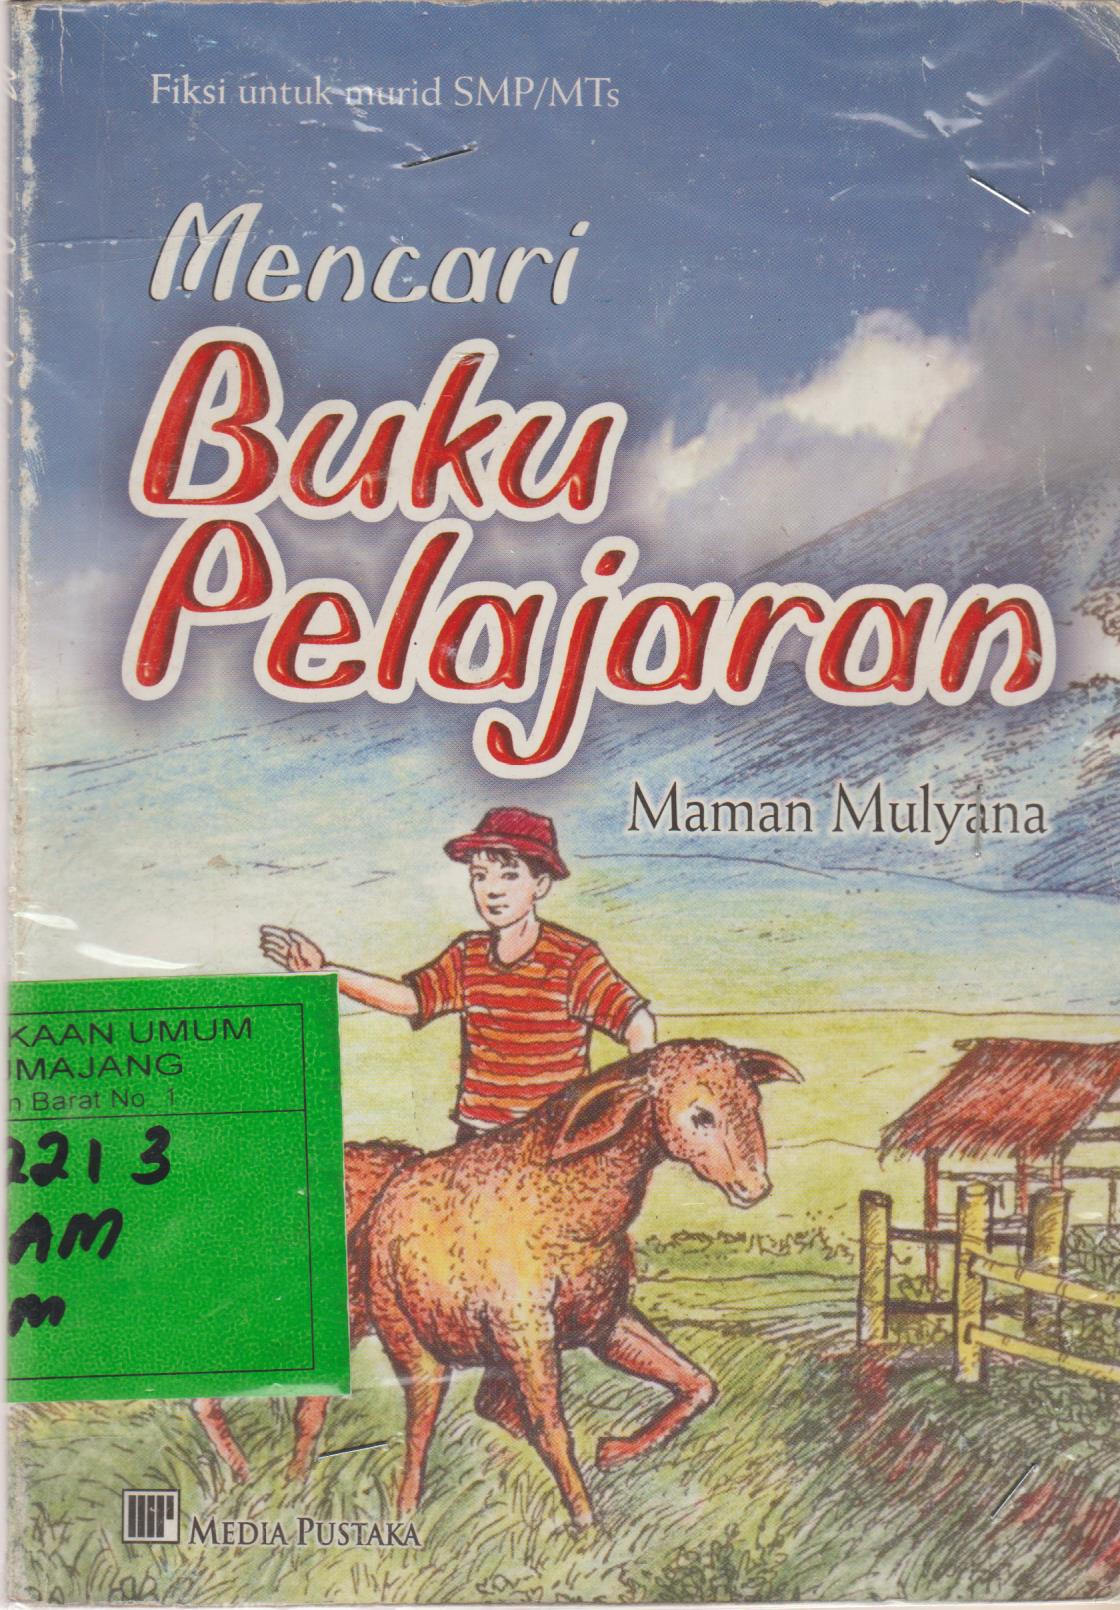 Fiksi untuk murid SMP/MTs
Mencari
Buku
Pelajaran
Maman Mulyana
KAAN UMUM
UMAJANG
n Barat No. 1
221 3
AM
m
MEDIA PUSTAKA